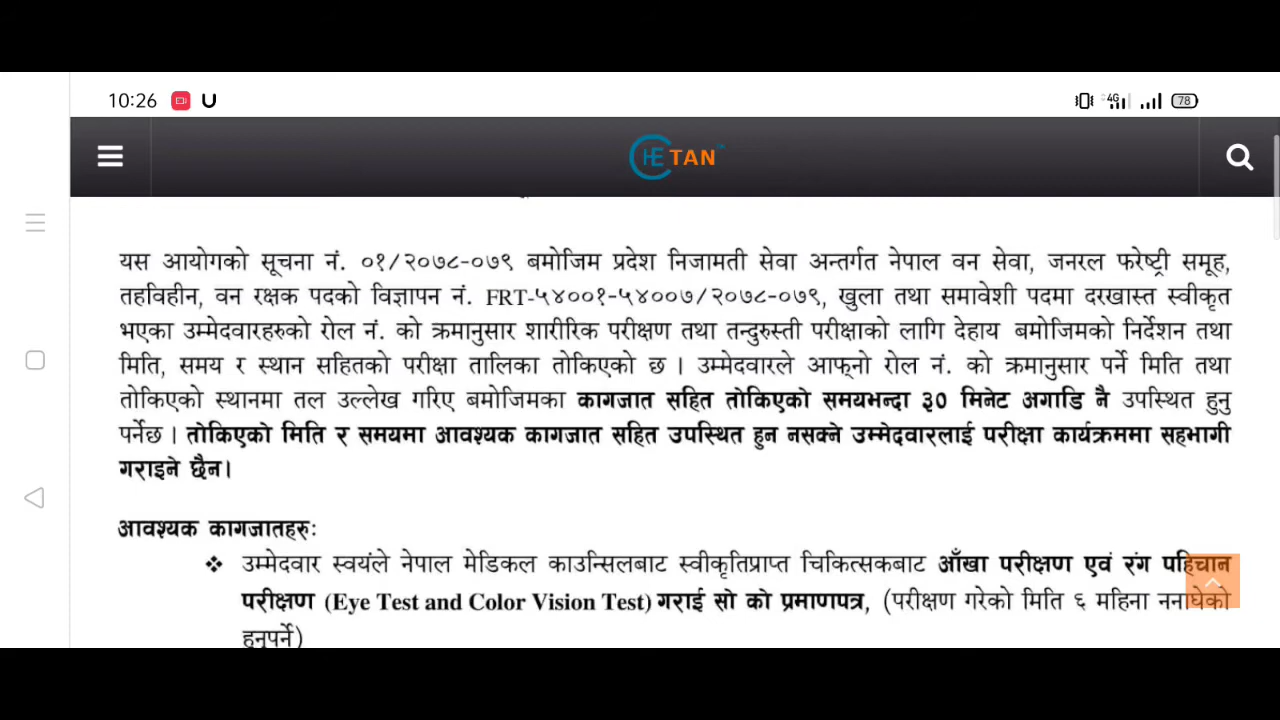 10:26
4G
78
CHETAN
यस आयोगको सूचना नं. ०१/२०७८-०७९ बमोजिम प्रदेश निजामती सेवा अन्तर्गत नेपाल वन सेवा, जनरल फरेष्ट्री समूह,
तहविहीन, वन रक्षक पदको विज्ञापन नं. FRT-५४००१-५४००७/२०७८-०७९, खुला तथा समावेशी पदमा दरखास्त स्वीकृत
भएका उम्मेदवारहरुको रोल नं. को क्रमानुसार शारीरिक परीक्षण तथा तन्दुरुस्ती परीक्षाको लागि देहाय बमोजिमको निर्देशन तथा
मिति, समय र स्थान सहितको परीक्षा तालिका तोकिएको छ । उम्मेदवारले आफ्नो रोल नं. को क्रमानुसार पर्ने मिति तथा
तोकिएको स्थानमा तल उल्लेख गरिए बमोजिमका कागजात सहित तोकिएको समयभन्दा ३० मिनेट अगाडि नै उपस्थित हुनु
पर्नेछ । तोकिएको मिति र समयमा आवश्यक कागजात सहित उपस्थित हुन नसक्ने उम्मेदवारलाई परीक्षा कार्यक्रममा सहभागी
गराइने छैन।
आवश्यक कागजातहरुः
❖ उम्मेदवार स्वयंले नेपाल मेडिकल काउन्सिलबाट स्वीकृतिप्राप्त चिकित्सकबाट आँखा परीक्षण एवं रंग पहिचान
परीक्षण (Eye Test and Color Vision Test) गराई सो को प्रमाणपत्र, (परीक्षण गरेको मिति ६ महिना ननाघेको
हुनुपर्ने)